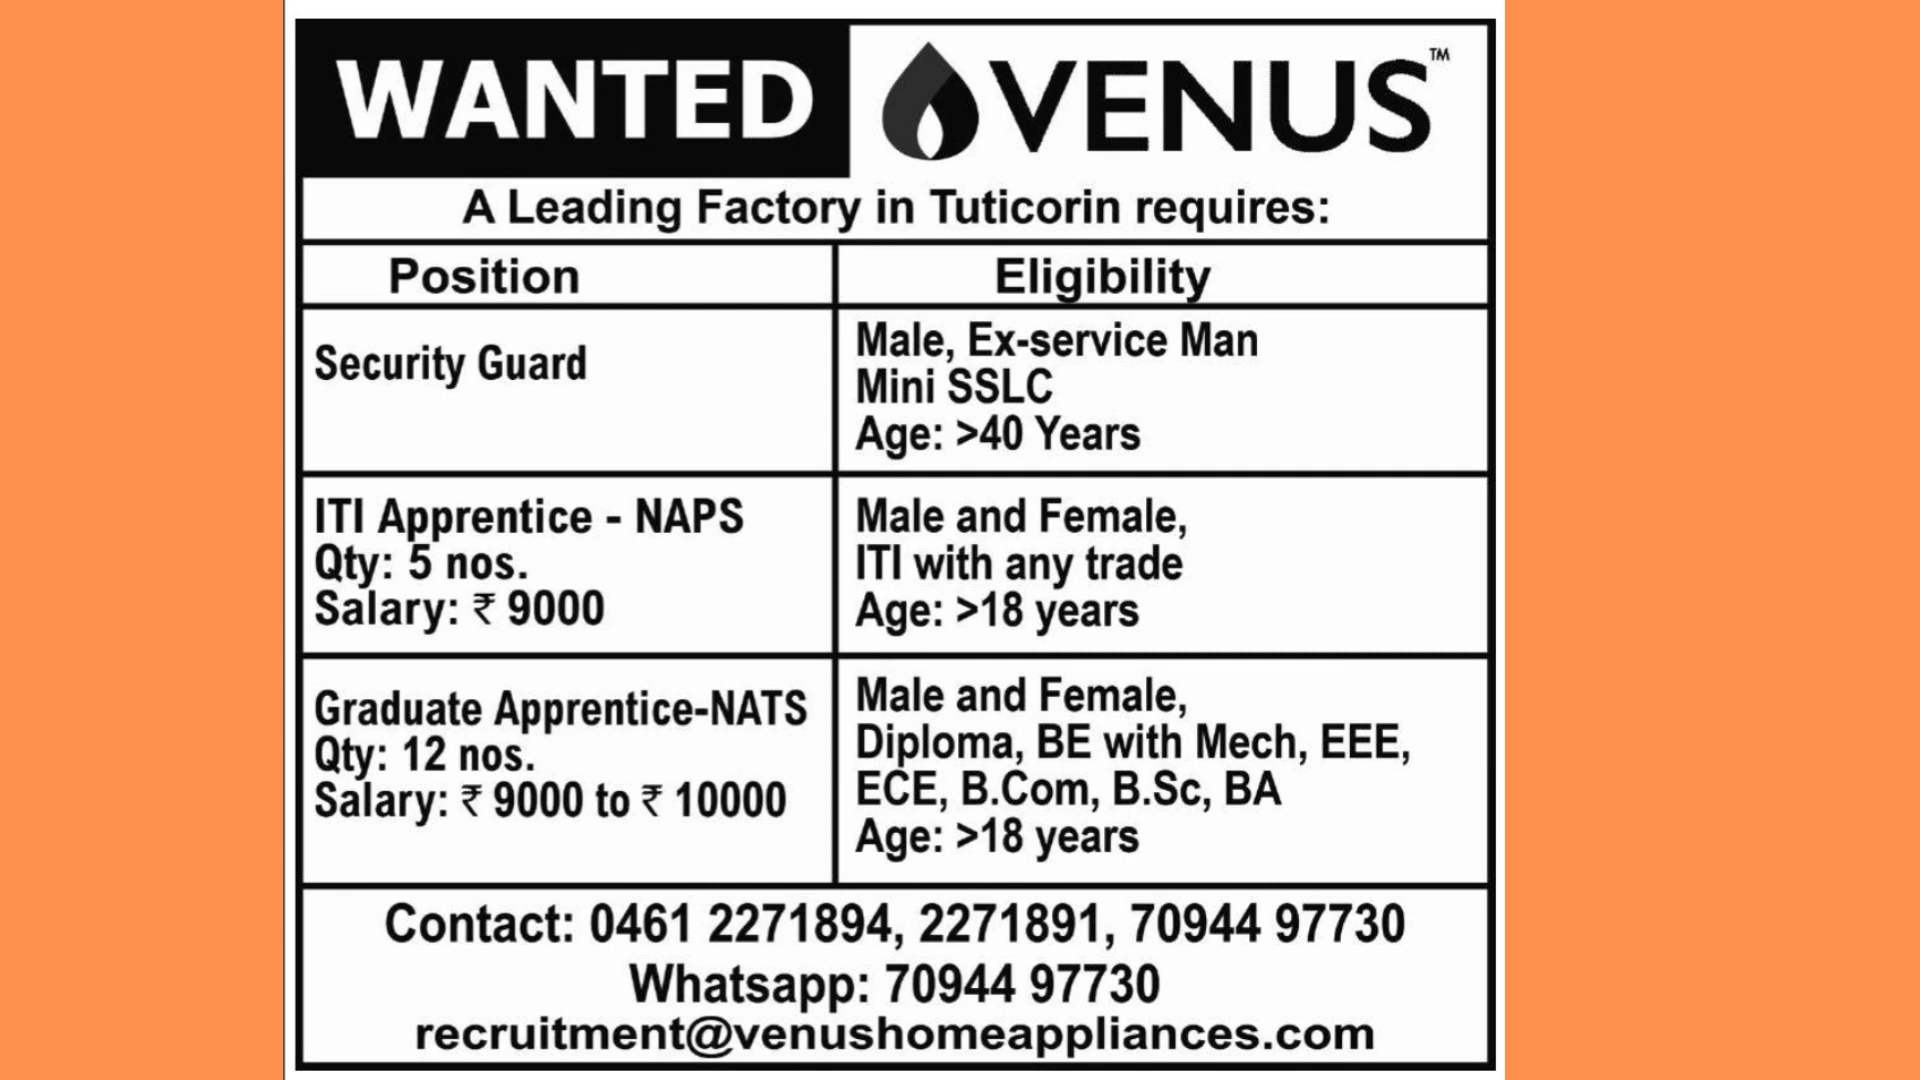 WANTED VENUS™
A Leading Factory in Tuticorin requires:
Position Eligibility
Security Guard
Male, Ex-service Man
Mini SSLC
Age: >40 Years
ITI Apprentice - NAPS
Qty: 5 nos.
Salary: ₹ 9000
Male and Female,
ITI with any trade
Age: >18 years
Graduate Apprentice-NATS
Qty: 12 nos.
Salary: ₹ 9000 to ₹ 10000
Male and Female,
Diploma, BE with Mech, EEE,
ECE, B.Com, B.Sc, BA
Age: >18 years
Contact: 0461 2271894, 2271891, 70944 97730
Whatsapp: 70944 97730
recruitment@venushomeappliances.com